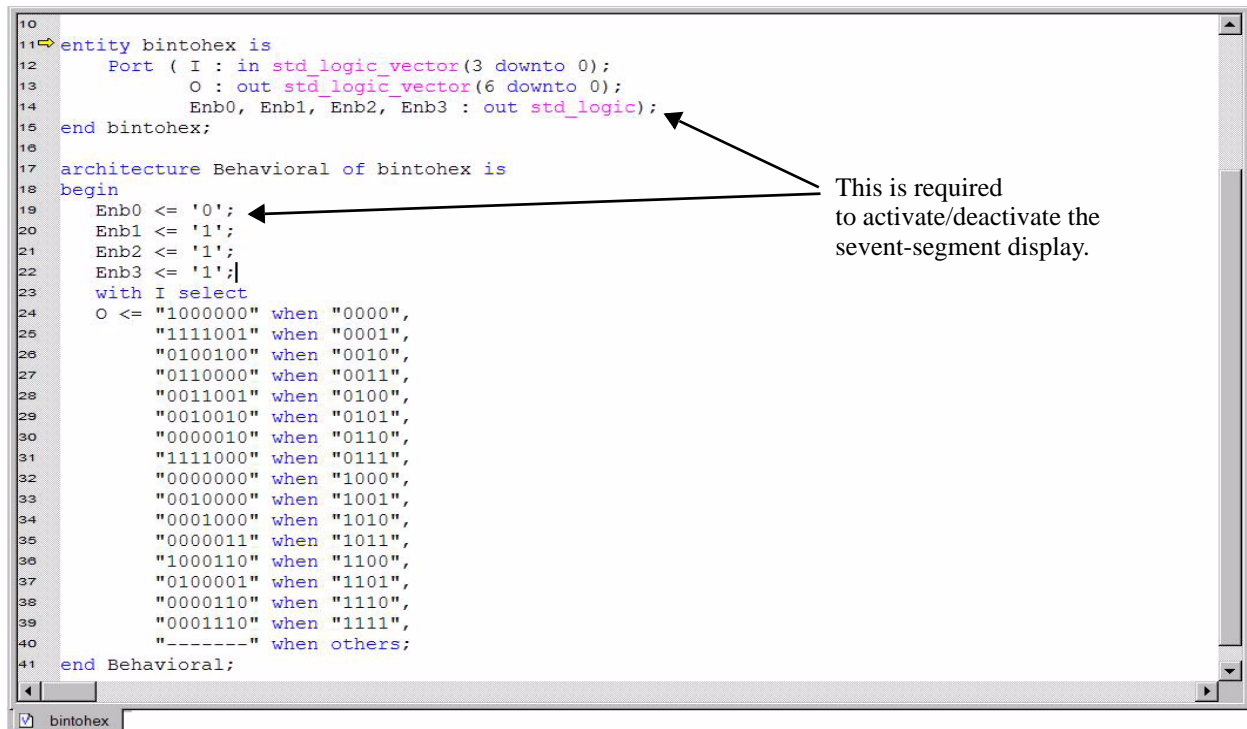 10
11 entity bintohex is
12 Port ( I : in std_logic_vector(3 downto 0);
13 O : out std_logic_vector(6 downto 0);
14 Enb0, Enb1, Enb2, Enb3 : out std_logic);
15 end bintohex;
16
17 architecture Behavioral of bintohex is
18 begin
19 Enb0 <= '0';
20 Enb1 <= '1';
21 Enb2 <= '1';
22 Enb3 <= '1';
23 with I select
24 O <= "1000000" when "0000",
25 "1111001" when "0001",
26 "0100100" when "0010",
27 "0110000" when "0011",
28 "0011001" when "0100",
29 "0010010" when "0101",
30 "0000010" when "0110",
31 "1111000" when "0111",
32 "0000000" when "1000",
33 "0010000" when "1001",
34 "0001000" when "1010",
35 "0000011" when "1011",
36 "1000110" when "1100",
37 "0100001" when "1101",
38 "0000110" when "1110",
39 "0001110" when "1111",
40 "-------" when others;
41 end Behavioral;
This is required
to activate/deactivate the
sevent-segment display.
bintohex